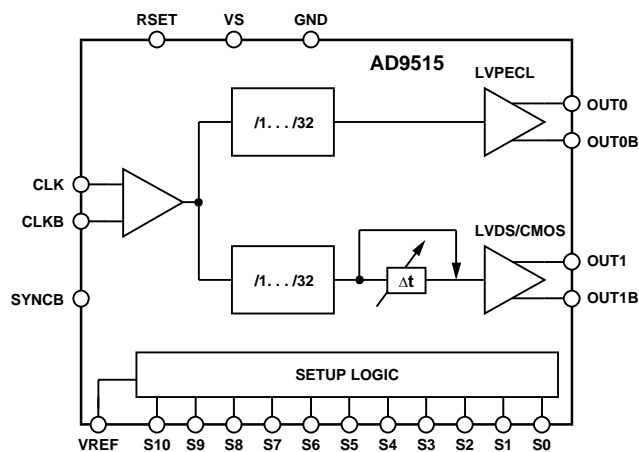 RSET VS GND
AD9515
LVPECL
/1. . . /32
OUT0
OUT0B
CLK
CLKB
LVDS/CMOS
/1. . . /32
Δt
OUT1
OUT1B
SYNCB
SETUP LOGIC
VREF S10 S9 S8 S7 S6 S5 S4 S3 S2 S1 S0